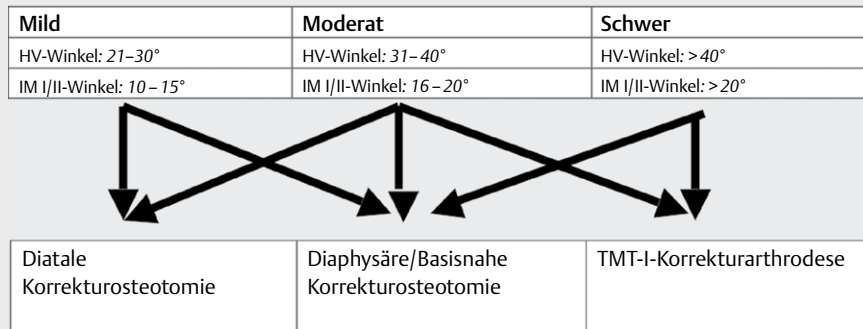 Mild Moderat Schwer
HV-Winkel: 21–30° HV-Winkel: 31–40° HV-Winkel: >40°
IM I/II-Winkel: 10–15° IM I/II-Winkel: 16–20° IM I/II-Winkel: >20°
Diatale Diaphysäre/Basisnahe TMT-I-Korrekturarthrodese
Korrekturosteotomie Korrekturosteotomie